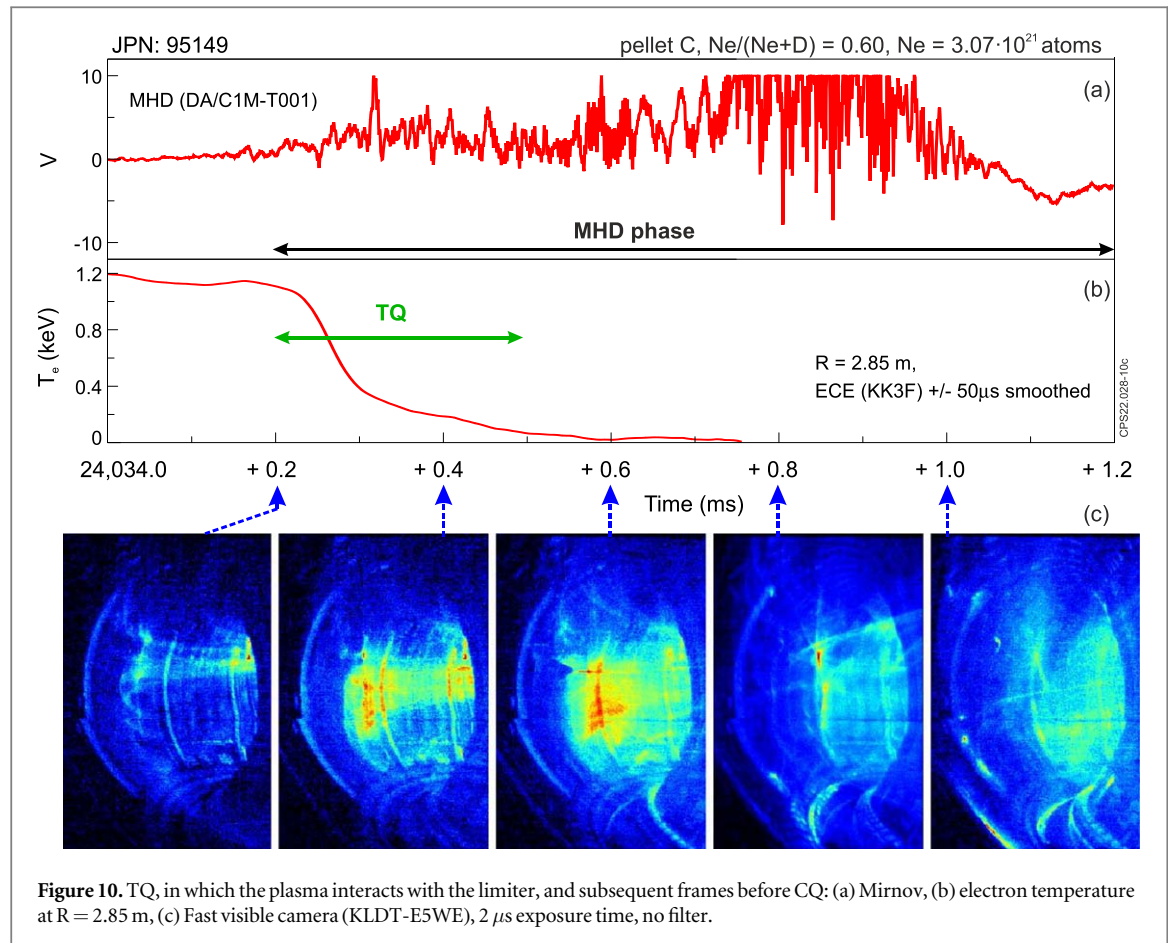 JPN: 95149
pellet C, Ne/(Ne+D) = 0.60, Ne = 3.07·10²¹ atoms
10
MHD (DA/C1M-T001)
(a)
V
0
-10
MHD phase
1.2
(b)
TQ
Tₑ (keV)
0.8
R = 2.85 m,
0.4
ECE (KK3F) +/- 50μs smoothed
CPS22.028-10c
0
24,034.0
+ 0.2
+ 0.4
+ 0.6
+ 0.8
+ 1.0
+ 1.2
Time (ms)
(c)
Figure 10. TQ, in which the plasma interacts with the limiter, and subsequent frames before CQ: (a) Mirnov, (b) electron temperature
at R = 2.85 m, (c) Fast visible camera (KLDT-E5WE), 2 μs exposure time, no filter.